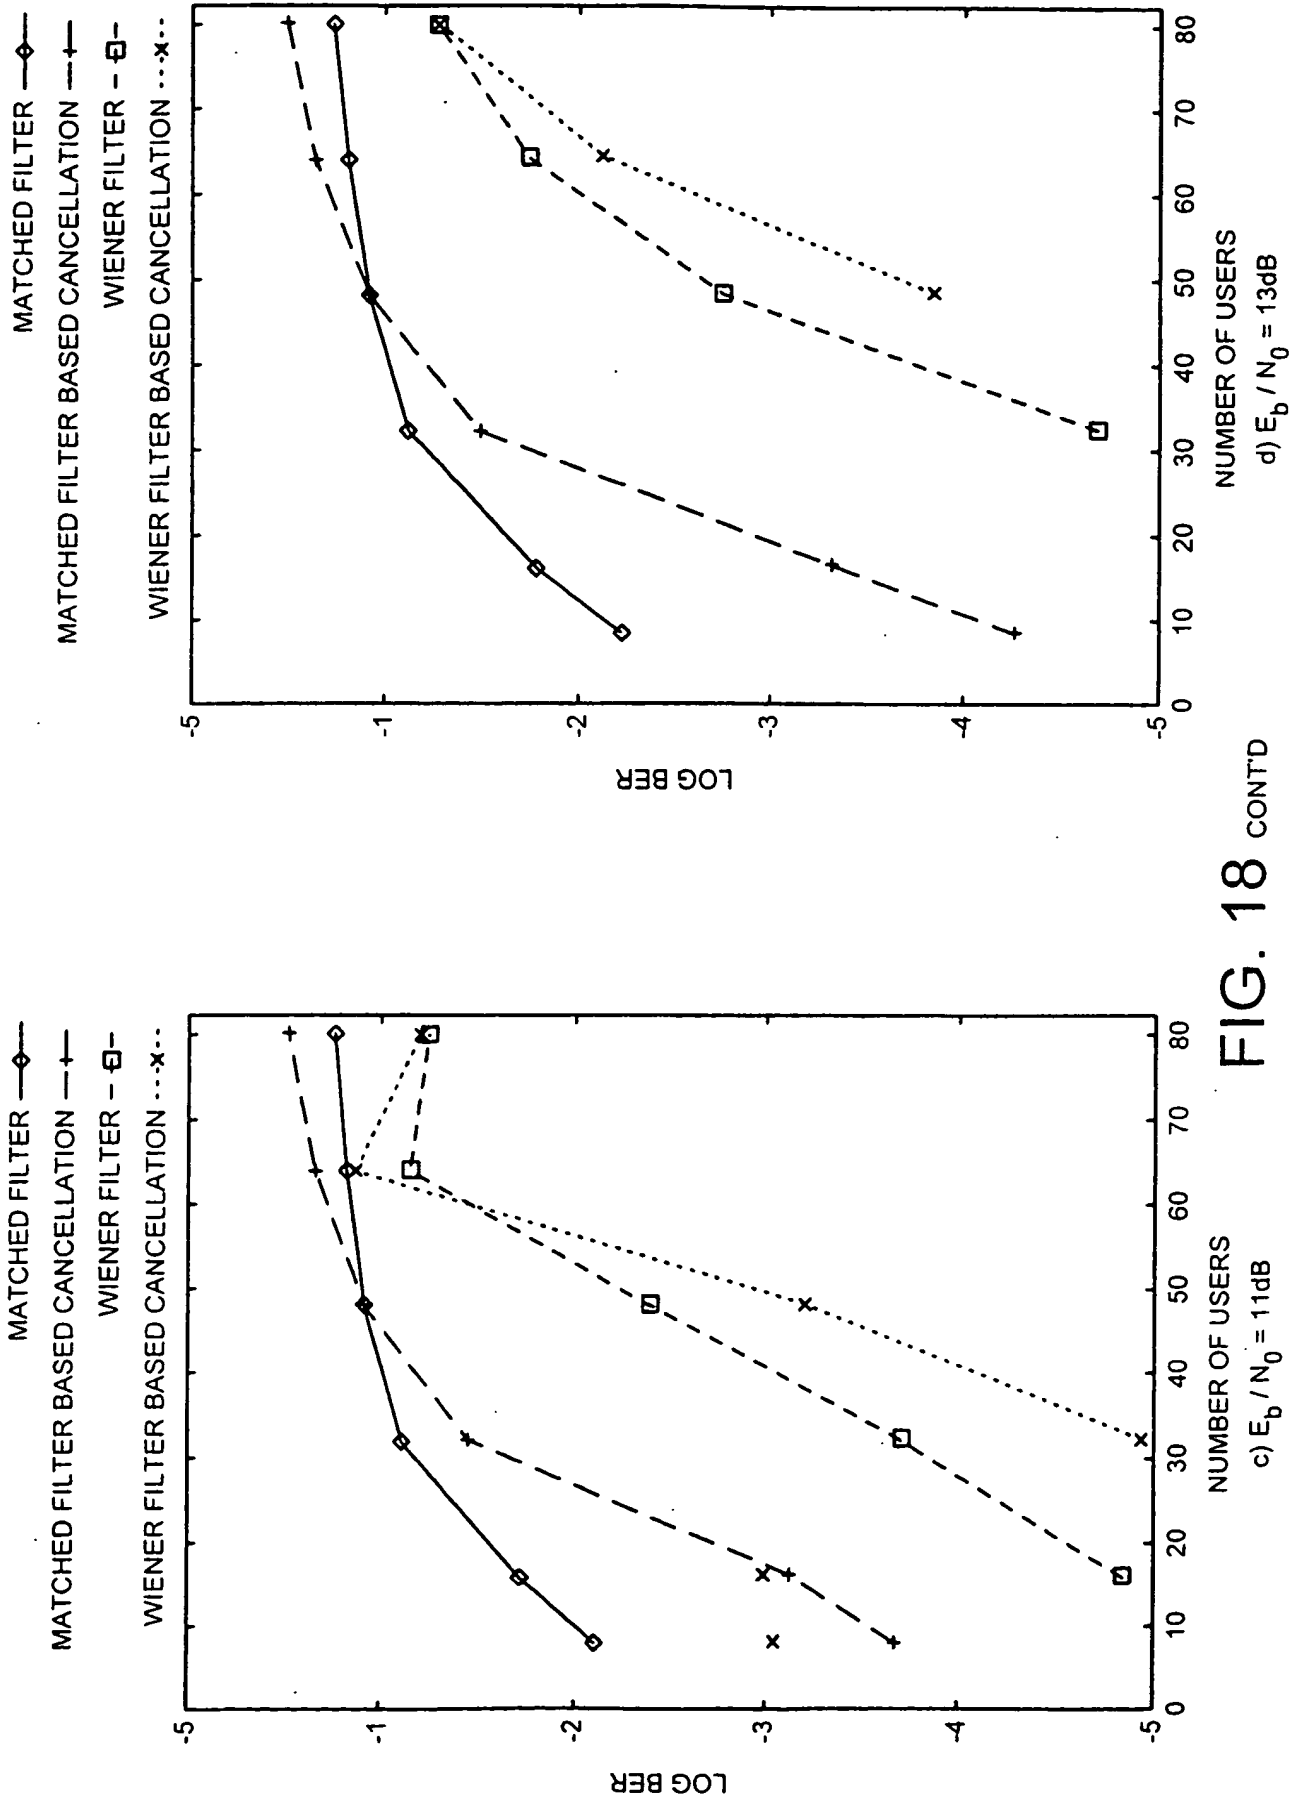 MATCHED FILTER
MATCHED FILTER BASED CANCELLATION
WIENER FILTER
WIENER FILTER BASED CANCELLATION
LOG BER
-5
-1
-2
-3
-4
-5
0 10 20 30 40 50 60 70 80
NUMBER OF USERS
c) E_b / N_0 = 11dB
MATCHED FILTER
MATCHED FILTER BASED CANCELLATION
WIENER FILTER
WIENER FILTER BASED CANCELLATION
LOG BER
-5
-1
-2
-3
-4
-5
0 10 20 30 40 50 60 70 80
NUMBER OF USERS
d) E_b / N_0 = 13dB
FIG. 18 CONT'D